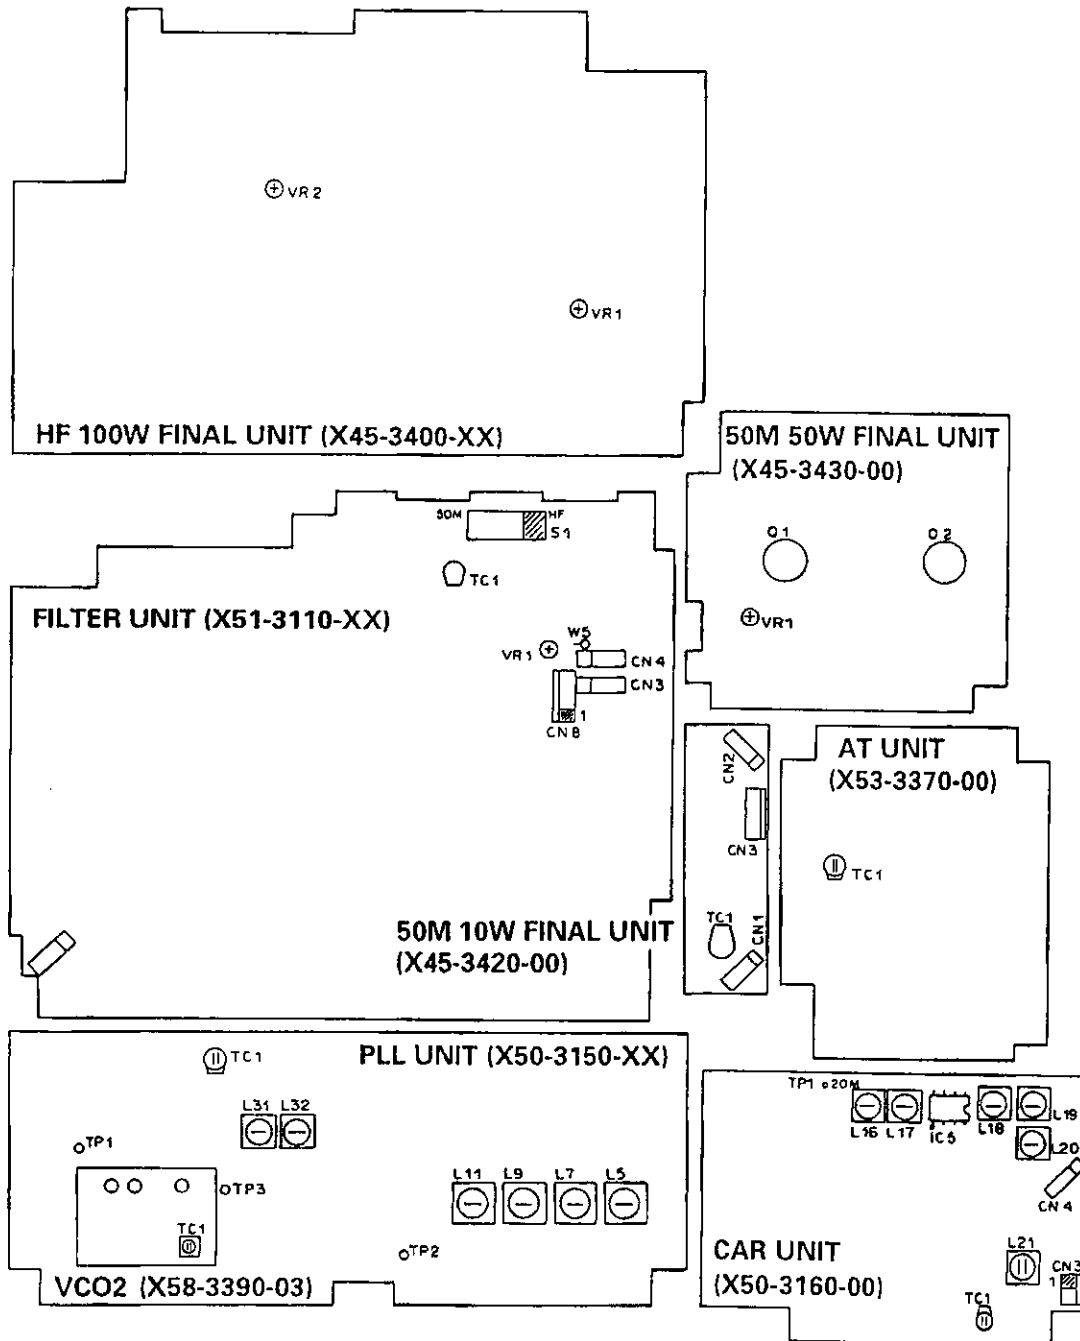 VR2
VR1
HF 100W FINAL UNIT (X45-3400-XX)
50M 50W FINAL UNIT
(X45-3430-00)
Q1
Q2
VR1
50M
HF
S1
TC1
FILTER UNIT (X51-3110-XX)
W5
VR1
CN4
CN3
1
CN8
AT UNIT
(X53-3370-00)
CN2
CN3
TC1
TC1
CN1
50M 10W FINAL UNIT
(X45-3420-00)
TC1
PLL UNIT (X50-3150-XX)
L31 L32
TP1
TP3
L11 L9 L7 L5
TC1
TP2
VCO2 (X58-3390-03)
TP1 20M
L16 L17 IC5 L18 L19
L20
CN4
CAR UNIT
(X50-3160-00)
L21
CN3
1
TC1